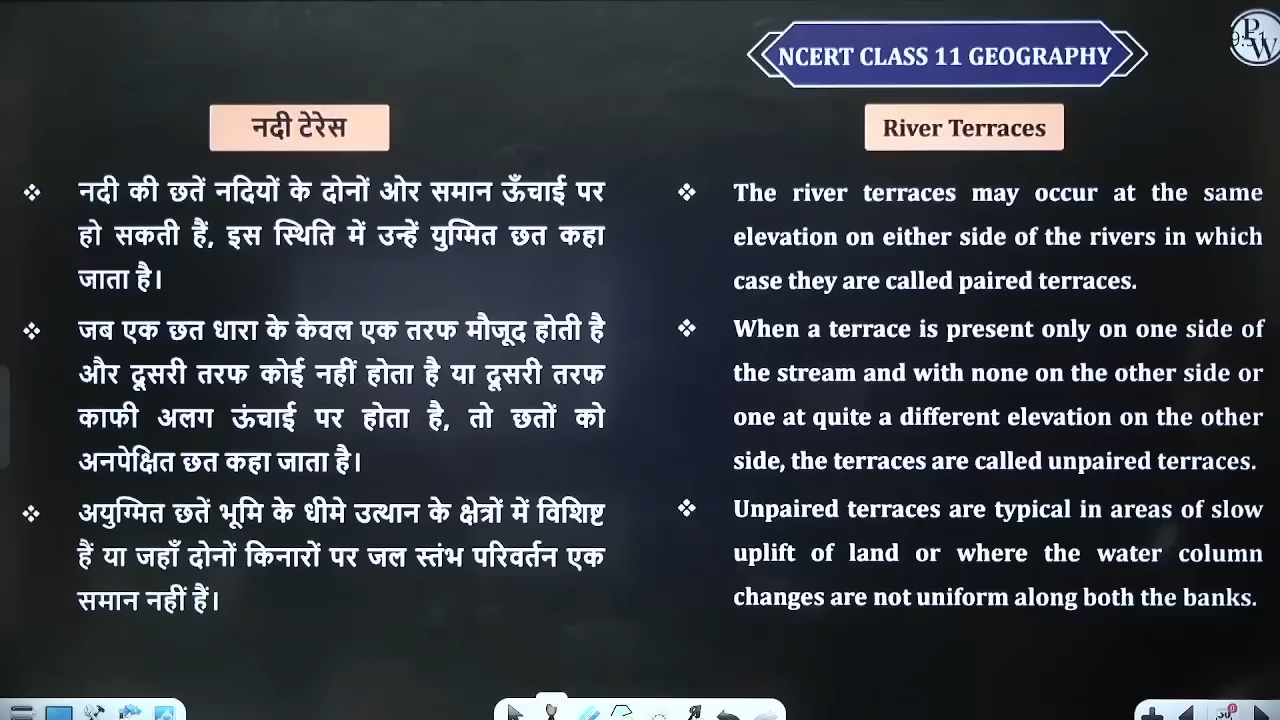 NCERT CLASS 11 GEOGRAPHY
PW
नदी टेरेस
नदी की छतें नदियों के दोनों ओर समान ऊँचाई पर
हो सकती हैं, इस स्थिति में उन्हें युग्मित छत कहा
जाता है।
जब एक छत धारा के केवल एक तरफ मौजूद होती है
और दूसरी तरफ कोई नहीं होता है या दूसरी तरफ
काफी अलग ऊंचाई पर होता है, तो छतों को
अनपेक्षित छत कहा जाता है।
अयुग्मित छतें भूमि के धीमे उत्थान के क्षेत्रों में विशिष्ट
हैं या जहाँ दोनों किनारों पर जल स्तंभ परिवर्तन एक
समान नहीं हैं।
River Terraces
The river terraces may occur at the same
elevation on either side of the rivers in which
case they are called paired terraces.
When a terrace is present only on one side of
the stream and with none on the other side or
one at quite a different elevation on the other
side, the terraces are called unpaired terraces.
Unpaired terraces are typical in areas of slow
uplift of land or where the water column
changes are not uniform along both the banks.